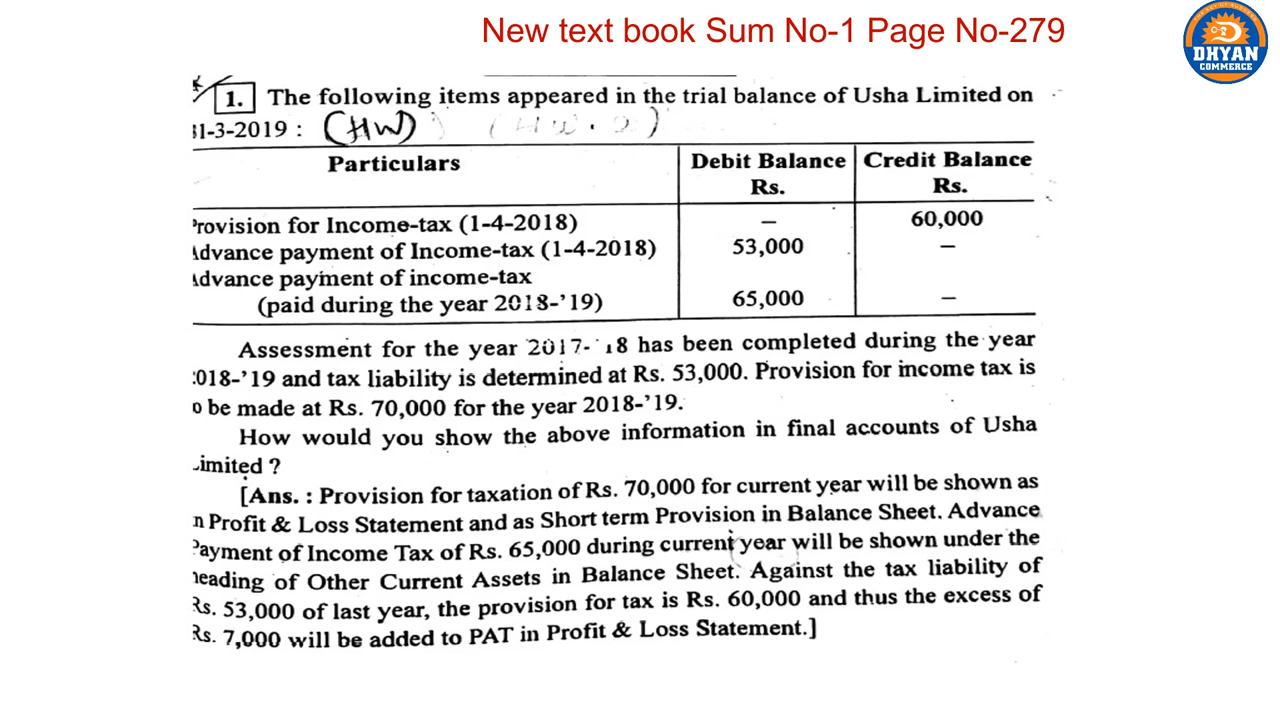 New text book Sum No-1 Page No-279
DHYAN
COMMERCE
1. The following items appeared in the trial balance of Usha Limited on
31-3-2019 : (HW) (HW.
Particulars Debit Balance Credit Balance
Rs. Rs.
Provision for Income-tax (1-4-2018) – 60,000
Advance payment of Income-tax (1-4-2018) 53,000 –
Advance payment of income-tax
(paid during the year 2018-'19) 65,000 –
Assessment for the year 2017-'18 has been completed during the year
2018-'19 and tax liability is determined at Rs. 53,000. Provision for income tax is
to be made at Rs. 70,000 for the year 2018-'19.
How would you show the above information in final accounts of Usha
Limited ?
[Ans. : Provision for taxation of Rs. 70,000 for current year will be shown as
in Profit & Loss Statement and as Short term Provision in Balance Sheet. Advance
Payment of Income Tax of Rs. 65,000 during current year will be shown under the
heading of Other Current Assets in Balance Sheet. Against the tax liability of
Rs. 53,000 of last year, the provision for tax is Rs. 60,000 and thus the excess of
Rs. 7,000 will be added to PAT in Profit & Loss Statement.]